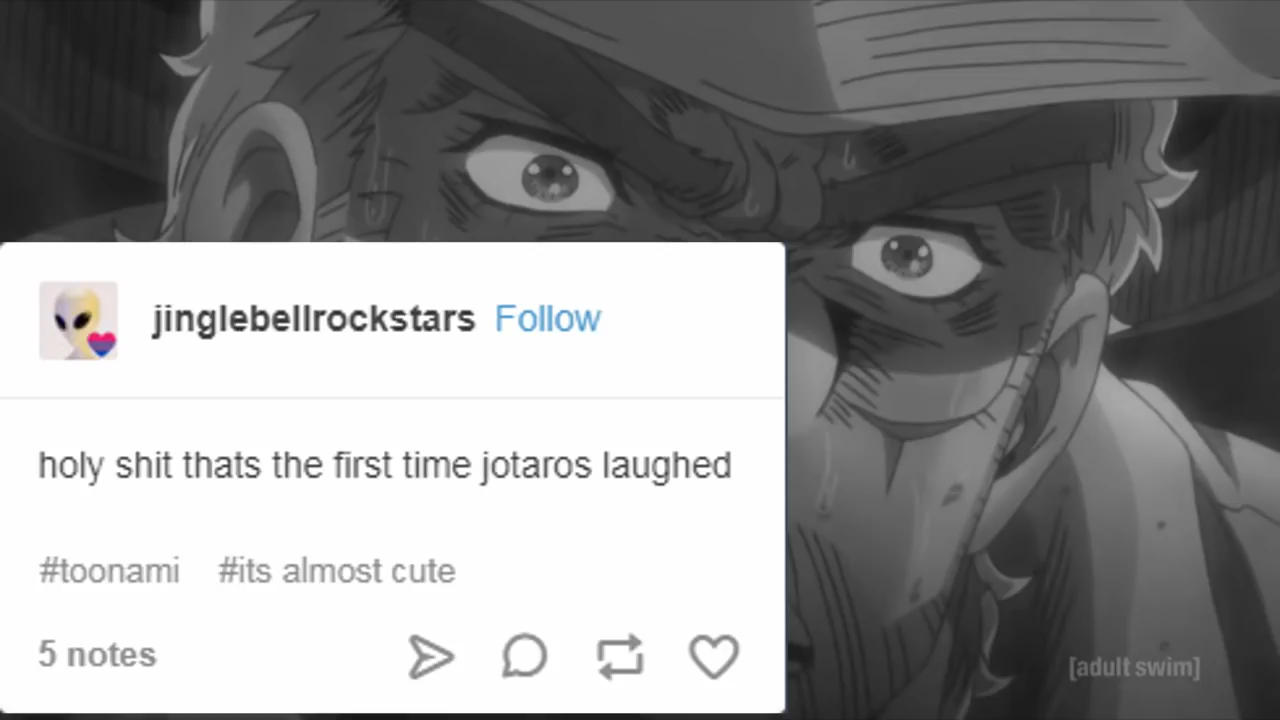 jinglebellrockstars Follow
holy shit thats the first time jotaros laughed
#toonami #its almost cute
5 notes
[adult swim]